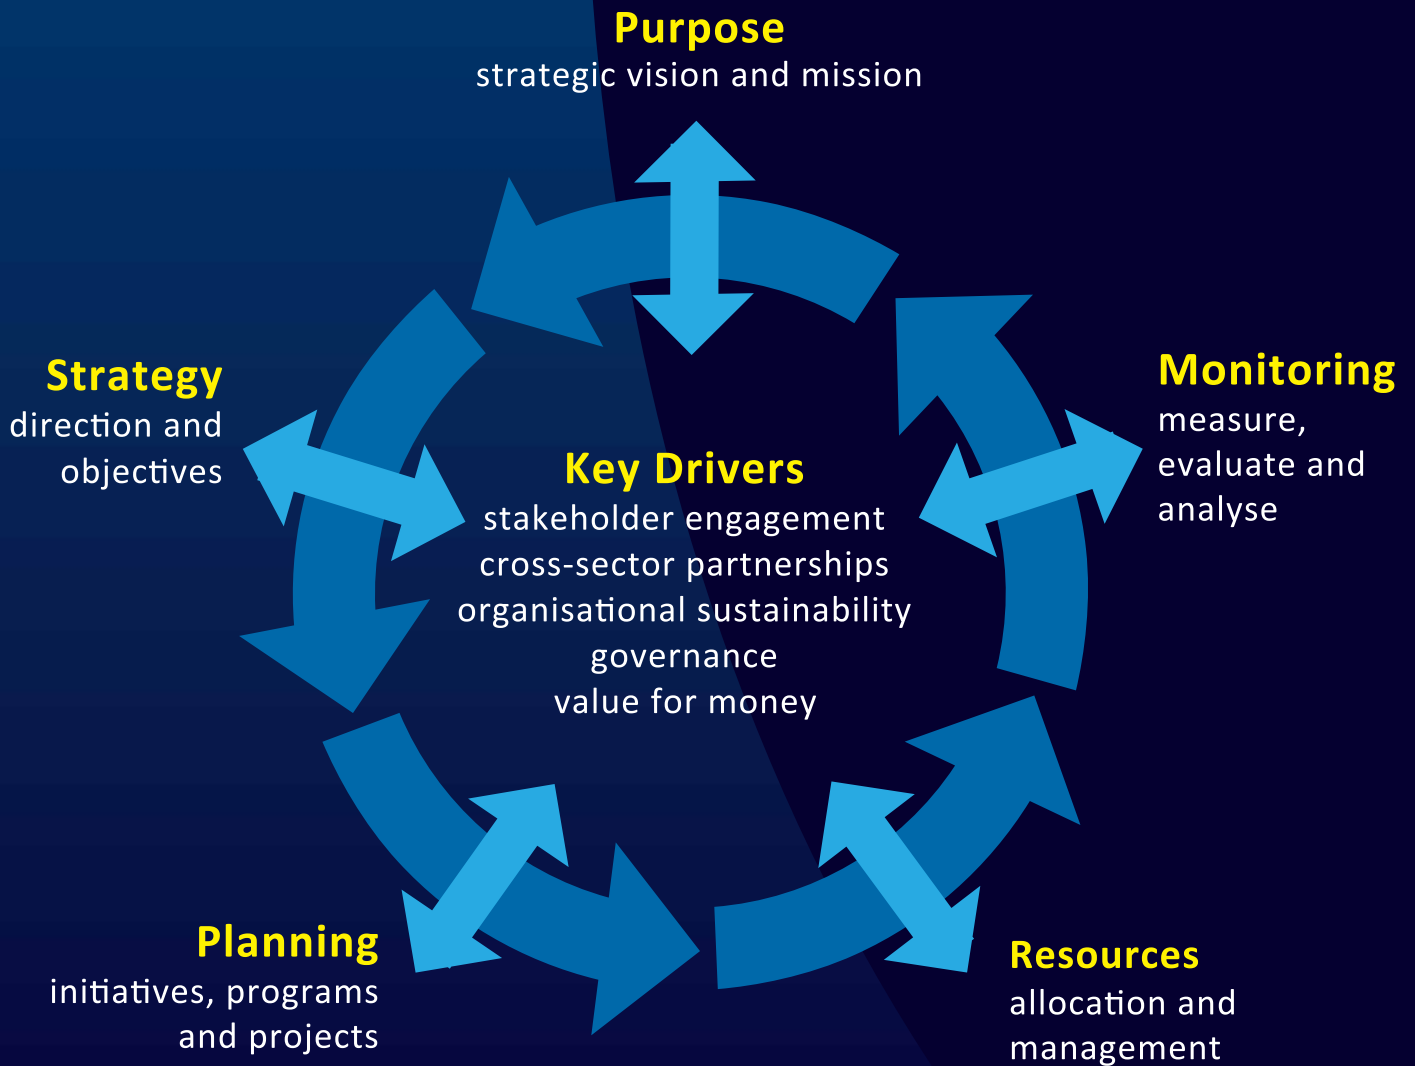 Purpose
strategic vision and mission
Strategy
direction and
objectives
Monitoring
measure,
evaluate and
analyse
Key Drivers
stakeholder engagement
cross-sector partnerships
organisational sustainability
governance
value for money
Planning
initiatives, programs
and projects
Resources
allocation and
management